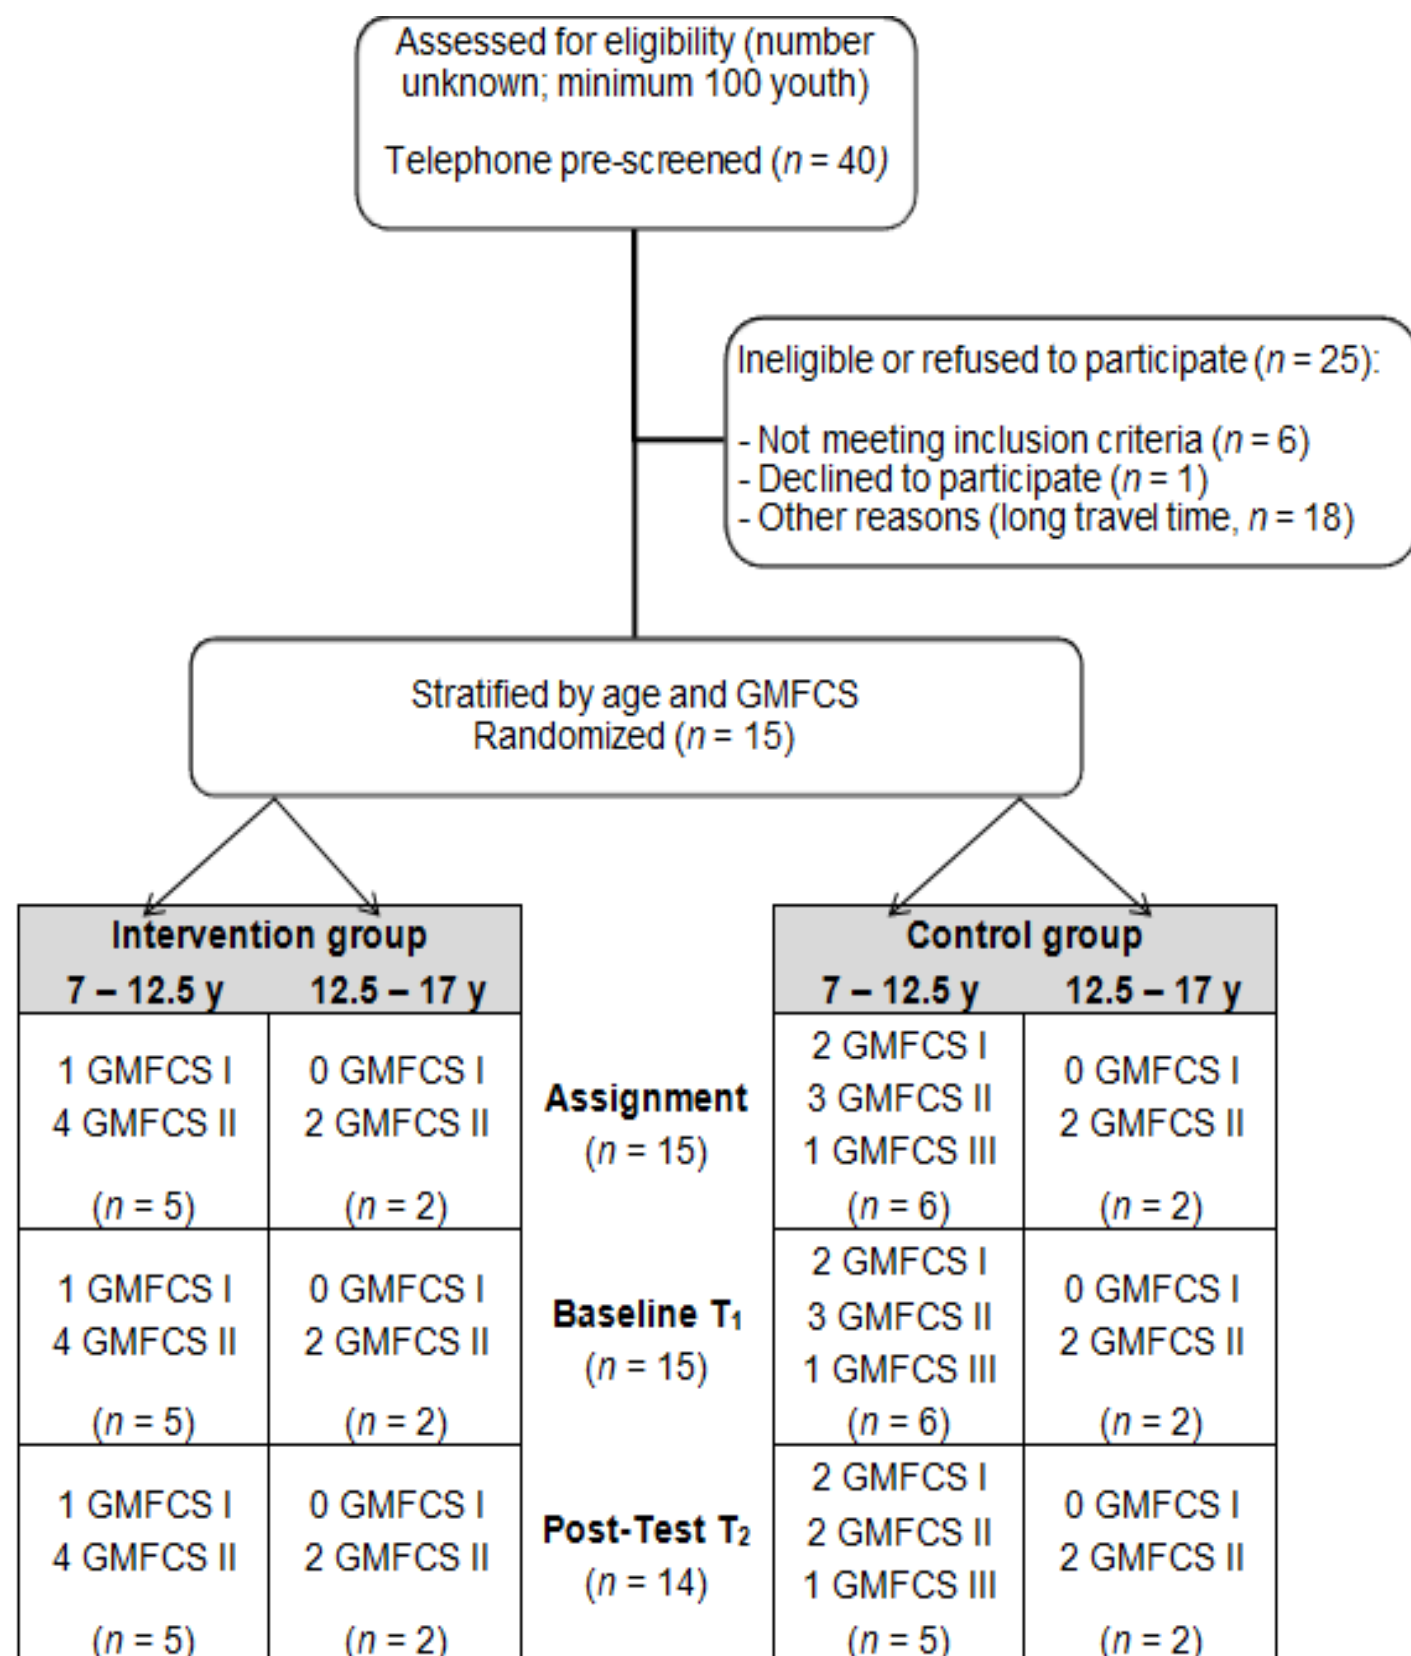 Assessed for eligibility (number
unknown; minimum 100 youth)
Telephone pre-screened (n = 40)
Ineligible or refused to participate (n = 25):
- Not meeting inclusion criteria (n = 6)
- Declined to participate (n = 1)
- Other reasons (long travel time, n = 18)
Stratified by age and GMFCS
Randomized (n = 15)
Intervention group
7 – 12.5 y
12.5 – 17 y
Control group
7 – 12.5 y
12.5 – 17 y
1 GMFCS I
4 GMFCS II
(n = 5)
0 GMFCS I
2 GMFCS II
(n = 2)
Assignment
(n = 15)
2 GMFCS I
3 GMFCS II
1 GMFCS III
(n = 6)
0 GMFCS I
2 GMFCS II
(n = 2)
1 GMFCS I
4 GMFCS II
(n = 5)
0 GMFCS I
2 GMFCS II
(n = 2)
Baseline T1
(n = 15)
2 GMFCS I
3 GMFCS II
1 GMFCS III
(n = 6)
0 GMFCS I
2 GMFCS II
(n = 2)
1 GMFCS I
4 GMFCS II
(n = 5)
0 GMFCS I
2 GMFCS II
(n = 2)
Post-Test T2
(n = 14)
2 GMFCS I
2 GMFCS II
1 GMFCS III
(n = 5)
0 GMFCS I
2 GMFCS II
(n = 2)